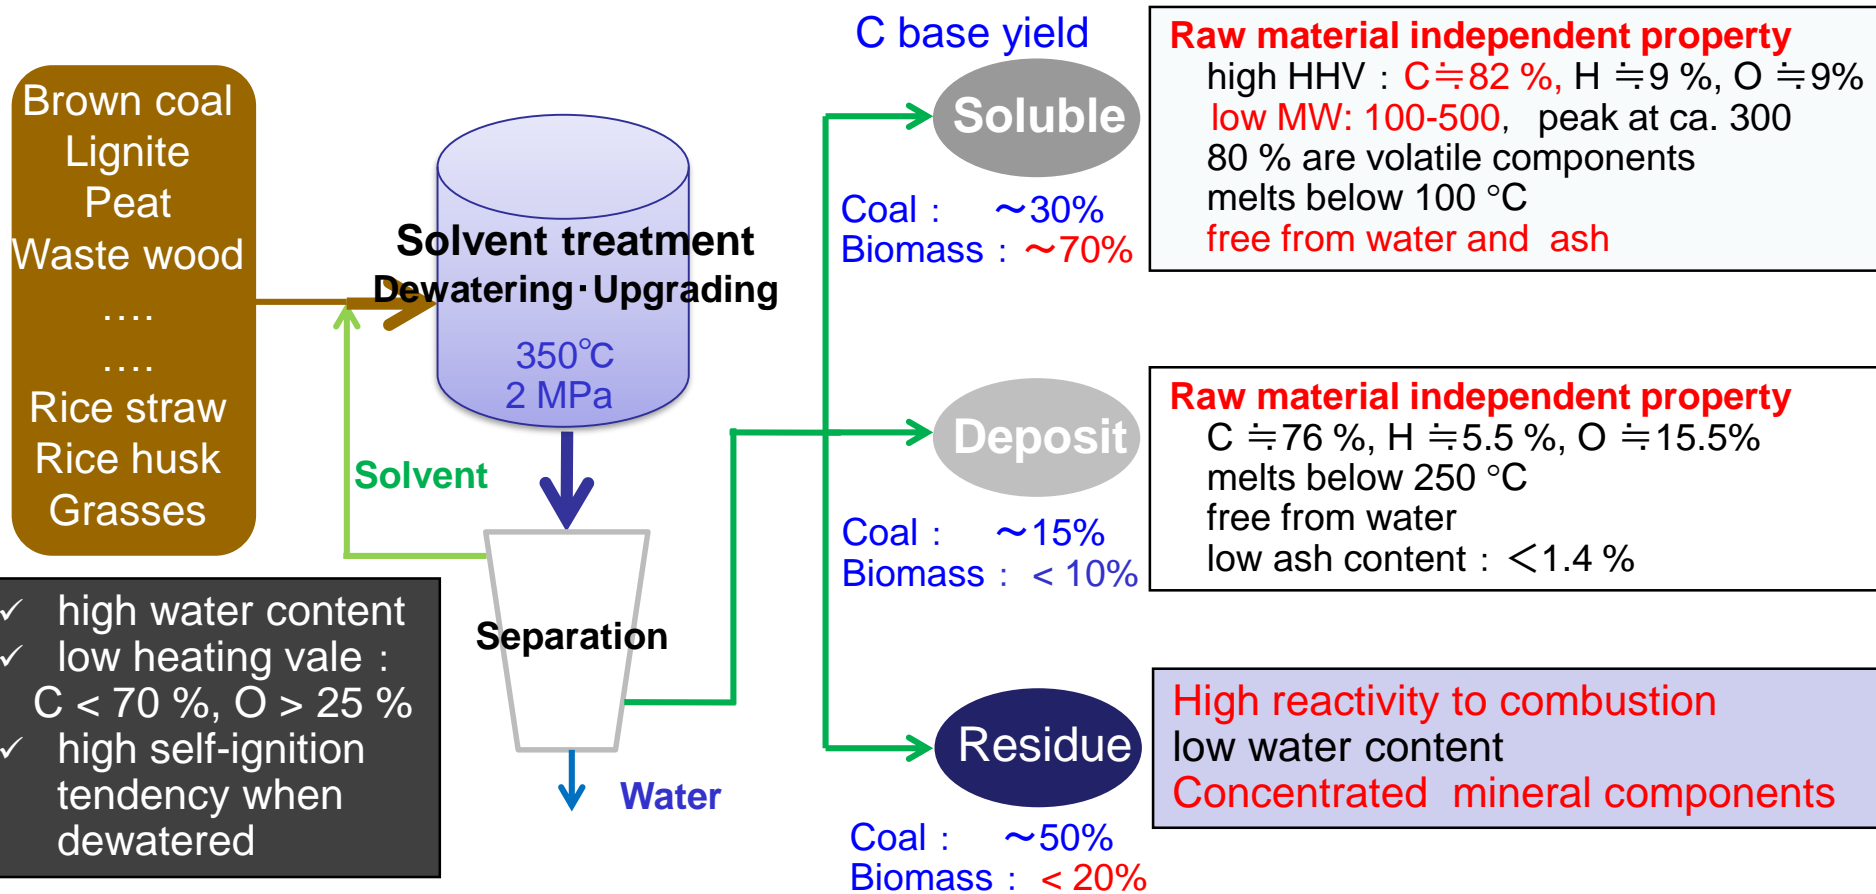 Brown coal
Lignite
Peat
Waste wood
....
....
Rice straw
Rice husk
Grasses
✓ high water content
✓ low heating vale :
C < 70 %, O > 25 %
✓ high self-ignition
tendency when
dewatered
Solvent treatment
Dewatering・Upgrading
350℃
2 MPa
Solvent
Separation
Water
C base yield
Soluble
Coal : ～30%
Biomass : ～70%
Raw material independent property
high HHV : C≒82 %, H ≒9 %, O ≒9%
low MW: 100-500, peak at ca. 300
80 % are volatile components
melts below 100 °C
free from water and ash
Deposit
Coal : ～15%
Biomass : < 10%
Raw material independent property
C ≒76 %, H ≒5.5 %, O ≒15.5%
melts below 250 °C
free from water
low ash content : ＜1.4 %
Residue
Coal : ～50%
Biomass : < 20%
High reactivity to combustion
low water content
Concentrated mineral components